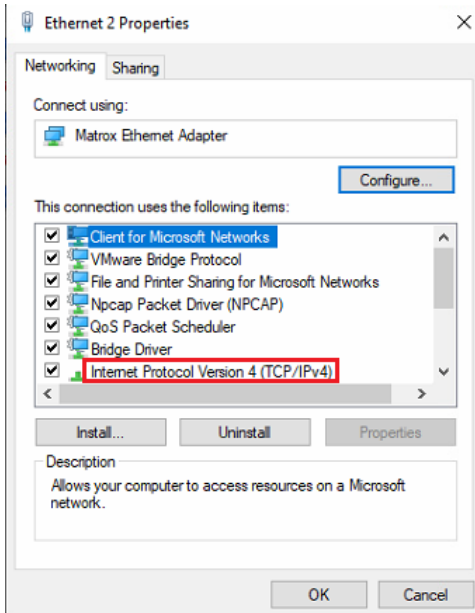 Ethernet 2 Properties
Networking
Sharing
Connect using:
Matrox Ethernet Adapter
Configure...
This connection uses the following items:
Client for Microsoft Networks
VMware Bridge Protocol
File and Printer Sharing for Microsoft Networks
Npcap Packet Driver (NPCAP)
QoS Packet Scheduler
Bridge Driver
Internet Protocol Version 4 (TCP/IPv4)
Install...
Uninstall
Properties
Description
Allows your computer to access resources on a Microsoft
network.
OK
Cancel